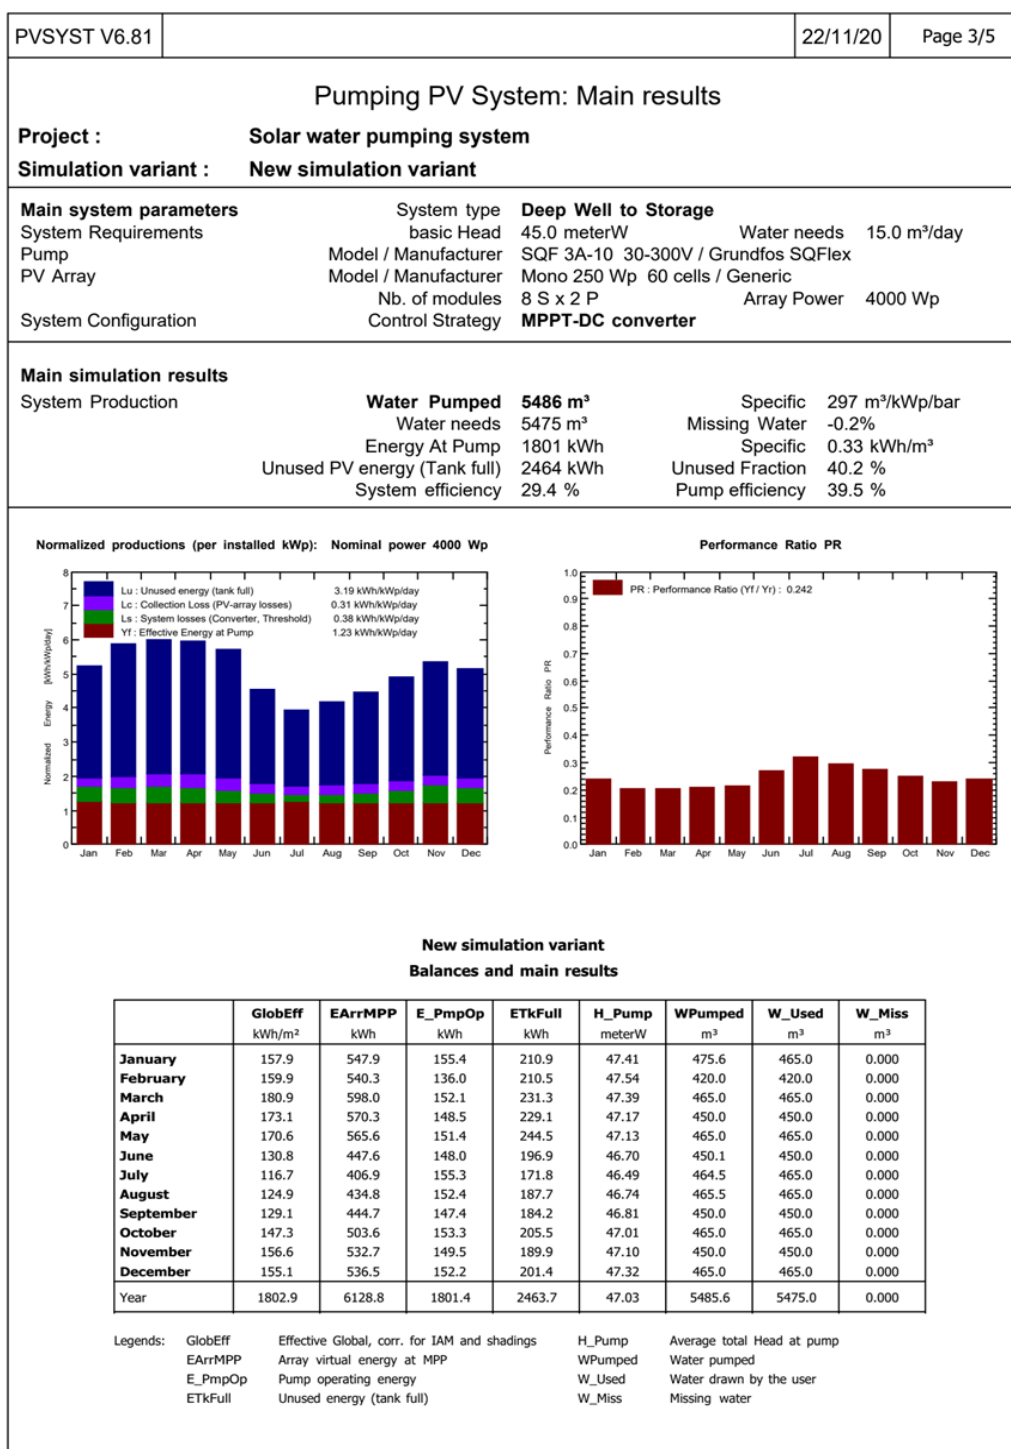 PVSYST V6.81 22/11/20 Page 3/5
Pumping PV System: Main results
Project : Solar water pumping system
Simulation variant : New simulation variant
Main system parameters System type Deep Well to Storage
System Requirements basic Head 45.0 meterW Water needs 15.0 m³/day
Pump Model / Manufacturer SQF 3A-10 30-300V / Grundfos SQFlex
PV Array Model / Manufacturer Mono 250 Wp 60 cells / Generic
Nb. of modules 8 S x 2 P Array Power 4000 Wp
System Configuration Control Strategy MPPT-DC converter
Main simulation results
System Production Water Pumped 5486 m³ Specific 297 m³/kWp/bar
Water needs 5475 m³ Missing Water -0.2%
Energy At Pump 1801 kWh Specific 0.33 kWh/m³
Unused PV energy (Tank full) 2464 kWh Unused Fraction 40.2 %
System efficiency 29.4 % Pump efficiency 39.5 %
Normalized productions (per installed kWp): Nominal power 4000 Wp
Normalized Energy [kWh/kWp/day]
8
7
6
5
4
3
2
1
0
Lu : Unused energy (tank full) 3.19 kWh/kWp/day
Lc : Collection Loss (PV-array losses) 0.31 kWh/kWp/day
Ls : System losses (Converter, Threshold) 0.38 kWh/kWp/day
Yf : Effective Energy at Pump 1.23 kWh/kWp/day
Jan Feb Mar Apr May Jun Jul Aug Sep Oct Nov Dec
Performance Ratio PR
Performance Ratio PR
1.0
0.9
0.8
0.7
0.6
0.5
0.4
0.3
0.2
0.1
0.0
PR : Performance Ratio (Yf / Yr) : 0.242
Jan Feb Mar Apr May Jun Jul Aug Sep Oct Nov Dec
New simulation variant
Balances and main results
GlobEff EArrMPP E_PmpOp ETkFull H_Pump WPumped W_Used W_Miss
kWh/m² kWh kWh kWh meterW m³ m³ m³
January 157.9 547.9 155.4 210.9 47.41 475.6 465.0 0.000
February 159.9 540.3 136.0 210.5 47.54 420.0 420.0 0.000
March 180.9 598.0 152.1 231.3 47.39 465.0 465.0 0.000
April 173.1 570.3 148.5 229.1 47.17 450.0 450.0 0.000
May 170.6 565.6 151.4 244.5 47.13 465.0 465.0 0.000
June 130.8 447.6 148.0 196.9 46.70 450.1 450.0 0.000
July 116.7 406.9 155.3 171.8 46.49 464.5 465.0 0.000
August 124.9 434.8 152.4 187.7 46.74 465.5 465.0 0.000
September 129.1 444.7 147.4 184.2 46.81 450.0 450.0 0.000
October 147.3 503.6 153.3 205.5 47.01 465.0 465.0 0.000
November 156.6 532.7 149.5 189.9 47.10 450.0 450.0 0.000
December 155.1 536.5 152.2 201.4 47.32 465.0 465.0 0.000
Year 1802.9 6128.8 1801.4 2463.7 47.03 5485.6 5475.0 0.000
Legends: GlobEff Effective Global, corr. for IAM and shadings H_Pump Average total Head at pump
EArrMPP Array virtual energy at MPP WPumped Water pumped
E_PmpOp Pump operating energy W_Used Water drawn by the user
ETkFull Unused energy (tank full) W_Miss Missing water